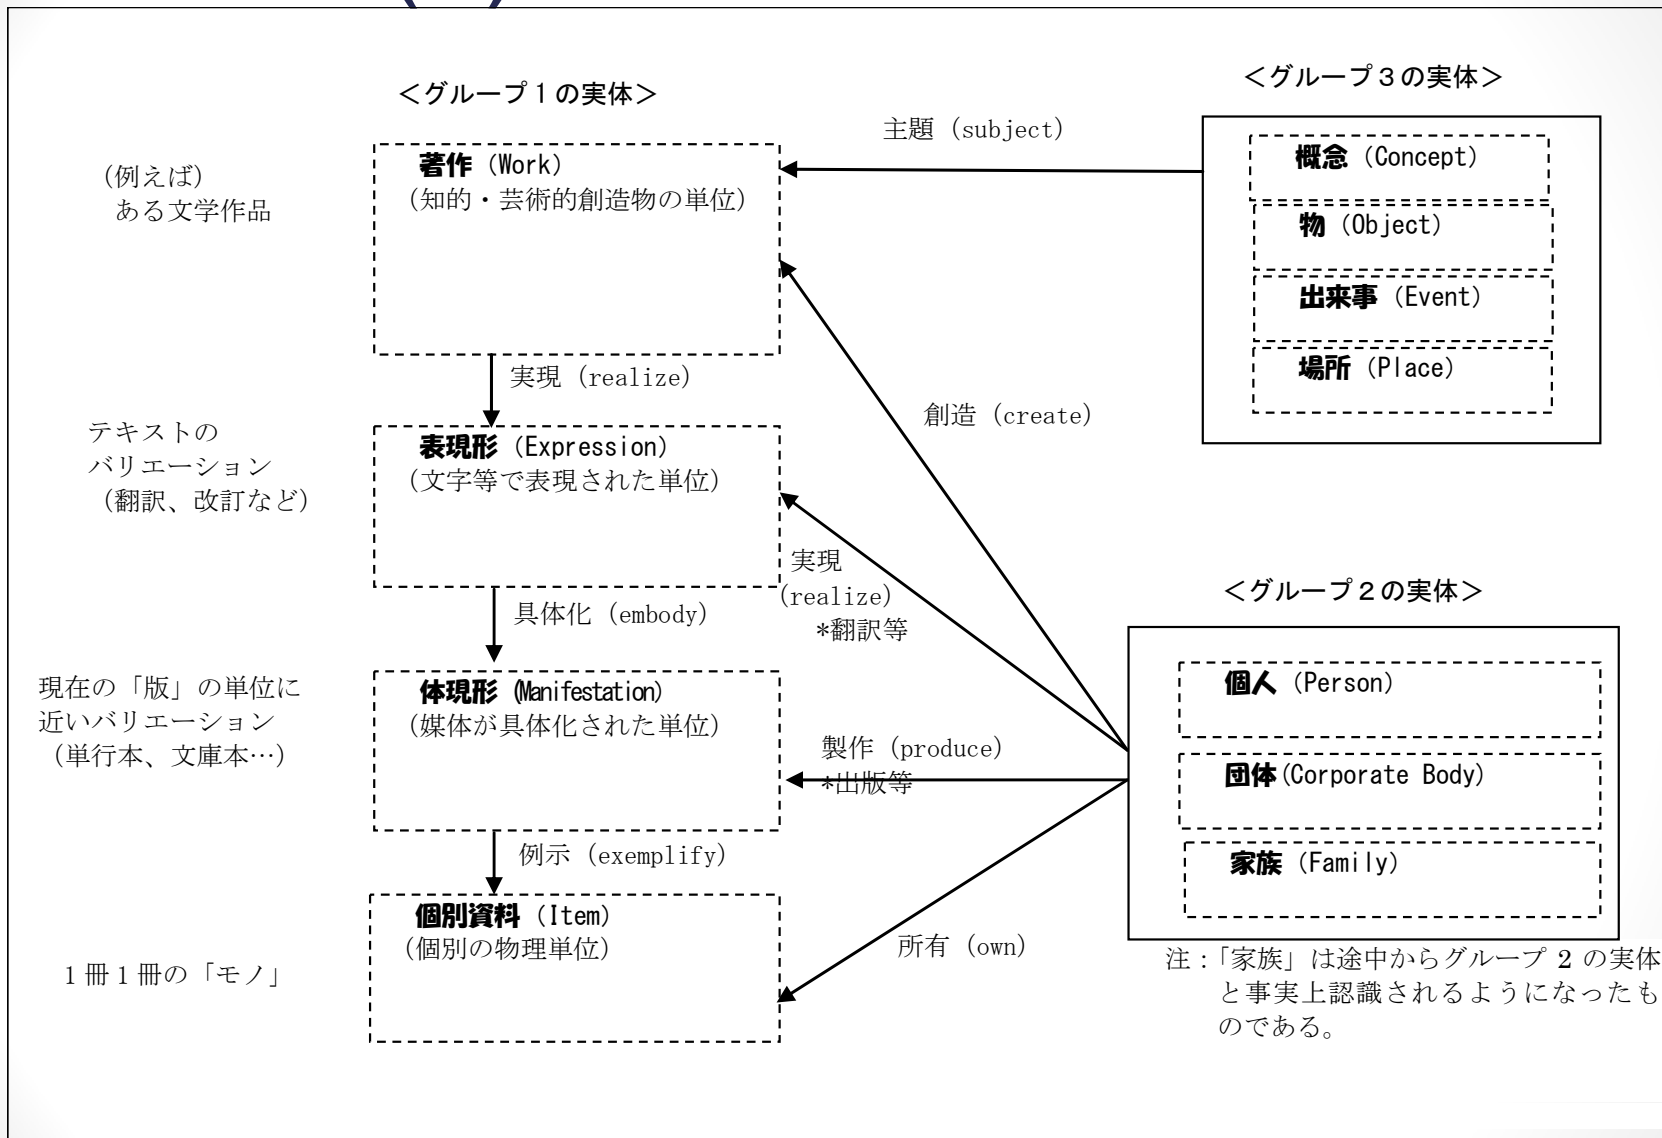 ＜グループ１の実体＞
著作（Work）
（知的・芸術的創造物の単位）
（例えば）
ある文学作品
実現（realize）
表現形（Expression）
（文字等で表現された単位）
テキストの
バリエーション
（翻訳、改訂など）
具体化（embody）
体現形（Manifestation）
（媒体が具体化された単位）
現在の「版」の単位に
近いバリエーション
（単行本、文庫本…）
例示（exemplify）
個別資料（Item）
（個別の物理単位）
１冊１冊の「モノ」
主題（subject）
創造（create）
実現
（realize）
*翻訳等
製作（produce）
*出版等
所有（own）
＜グループ３の実体＞
概念（Concept）
物（Object）
出来事（Event）
場所（Place）
＜グループ２の実体＞
個人（Person）
団体(Corporate Body)
家族（Family）
注：「家族」は途中からグループ 2 の実体
と事実上認識されるようになったも
のである。